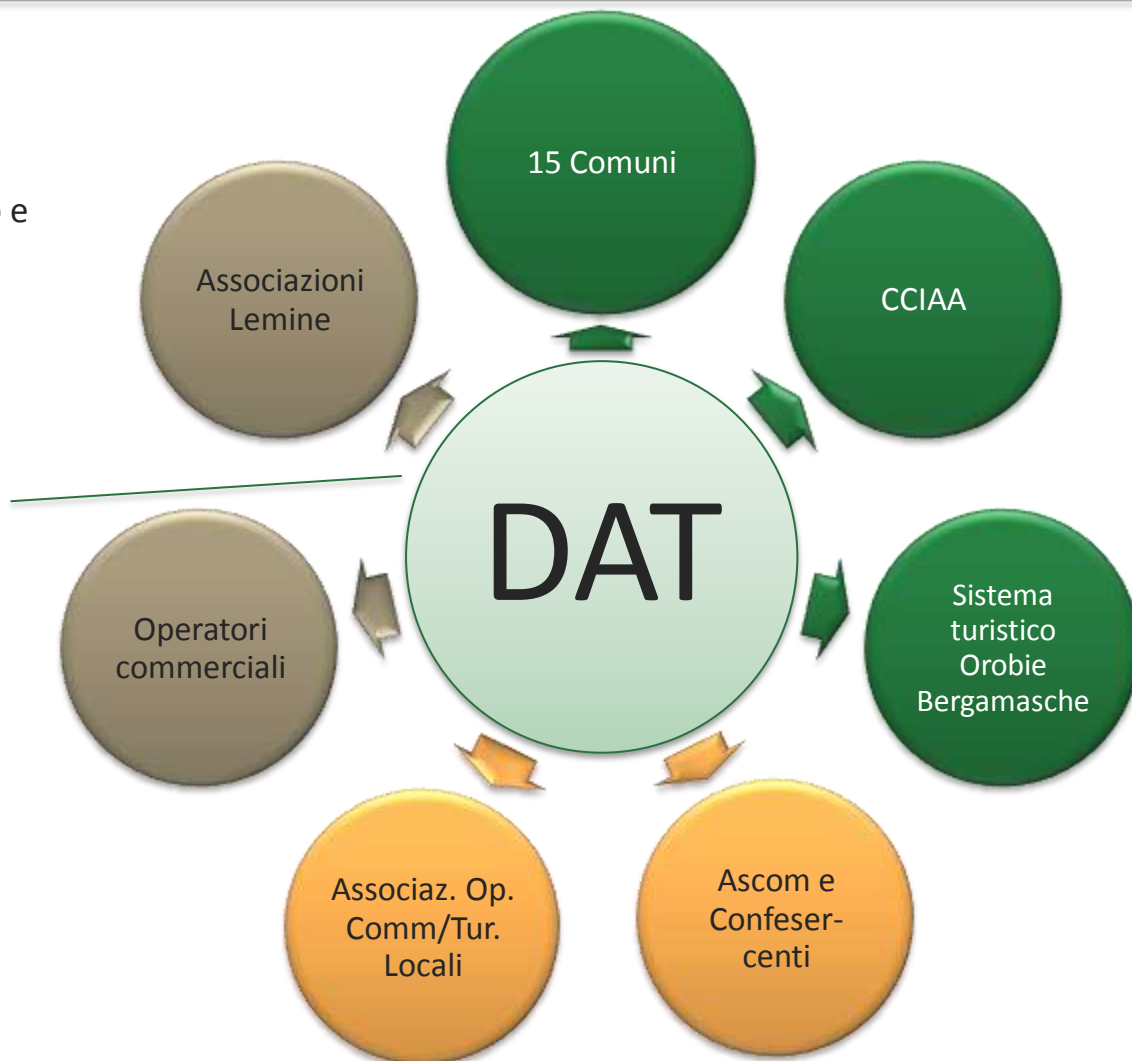 15 Comuni
e
Associazioni
Lemine
CCIAA
DAT
Operatori
commerciali
Sistema
turistico
Orobie
Bergamasche
Associaz. Op.
Comm/Tur.
Locali
Ascom e
Confeser-
centi